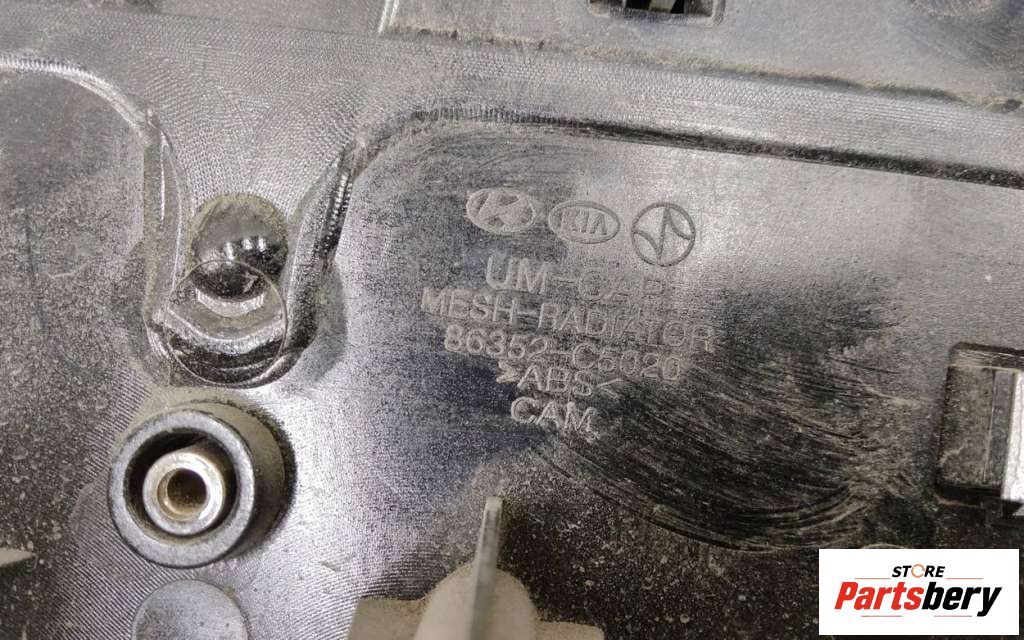 KIA
UM-CAR
MESH-RADIATOR
86352-C5020
>ABS<
CAM
STORE
Partsbery